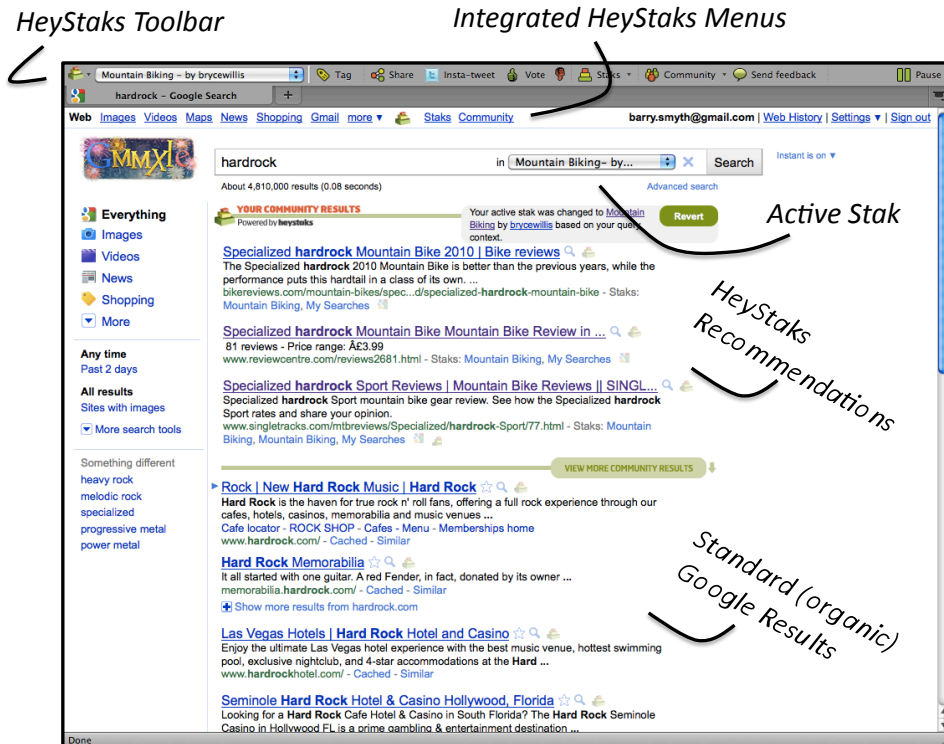 HeyStaks Toolbar
Integrated HeyStaks Menus
Mountain Biking - by brycewillis
Tag
Share
Insta-tweet
Vote
Staks
Community
Send feedback
Pause
hardrock - Google Search
+
Web Images Videos Maps News Shopping Gmail more ▼ Staks Community
barry.smyth@gmail.com | Web History | Settings ▼ | Sign out
GMMXIe
hardrock
in Mountain Biking- by...
Search
Instant is on ▼
About 4,810,000 results (0.08 seconds)
Advanced search
Active Stak
Everything
Images
Videos
News
Shopping
More
Any time
Past 2 days
All results
Sites with images
More search tools
Something different
heavy rock
melodic rock
specialized
progressive metal
power metal
YOUR COMMUNITY RESULTS
Powered by heystaks
Your active stak was changed to Mountain
Biking by brycewillis based on your query
context.
Revert
Specialized hardrock Mountain Bike 2010 | Bike reviews
The Specialized hardrock 2010 Mountain Bike is better than the previous years, while the
performance puts this hardtail in a class of its own. ...
bikereviews.com/mountain-bikes/spec...d/specialized-hardrock-mountain-bike - Staks:
Mountain Biking, My Searches
Specialized hardrock Mountain Bike Mountain Bike Review in ...
81 reviews - Price range: Â£3.99
www.reviewcentre.com/reviews2681.html - Staks: Mountain Biking, My Searches
Specialized hardrock Sport Reviews | Mountain Bike Reviews || SINGL...
Specialized hardrock Sport mountain bike gear review. See how the Specialized hardrock
Sport rates and share your opinion.
www.singletracks.com/mtbreviews/Specialized/hardrock-Sport/77.html - Staks: Mountain
Biking, Mountain Biking, My Searches
HeyStaks
Recommendations
VIEW MORE COMMUNITY RESULTS
Rock | New Hard Rock Music | Hard Rock
Hard Rock is the haven for true rock n' roll fans, offering a full rock experience through our
cafes, hotels, casinos, memorabilia and music venues ...
Cafe locator - ROCK SHOP - Cafes - Menu - Memberships home
www.hardrock.com/ - Cached - Similar
Hard Rock Memorabilia
It all started with one guitar. A red Fender, in fact, donated by its owner ...
memorabilia.hardrock.com/ - Cached - Similar
Show more results from hardrock.com
Las Vegas Hotels | Hard Rock Hotel and Casino
Enjoy the ultimate Las Vegas hotel experience with the best music venue, hottest swimming
pool, exclusive nightclub, and 4-star accommodations at the Hard ...
www.hardrockhotel.com/ - Cached - Similar
Seminole Hard Rock Hotel & Casino Hollywood, Florida
Looking for a Hard Rock Cafe Hotel & Casino in South Florida? The Hard Rock Seminole
Casino in Hollywood FL is a prime gambling & entertainment destination ...
Standard (organic)
Google Results
Done